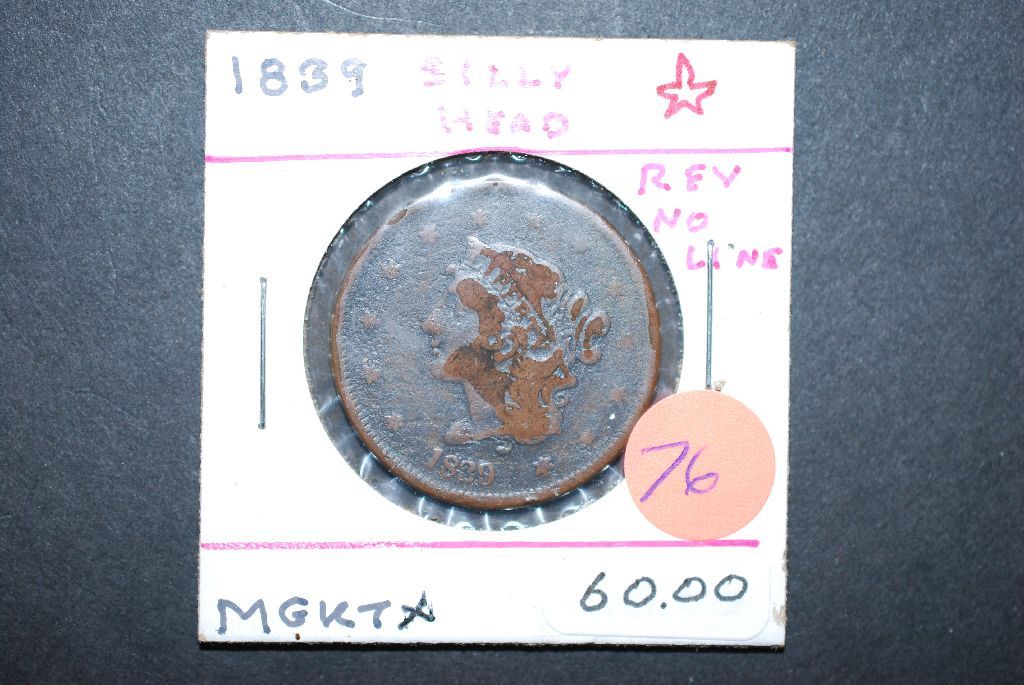 1839 SILLY
HEAD
REV
NO
LINE
1839
76
60.00
MGKTA